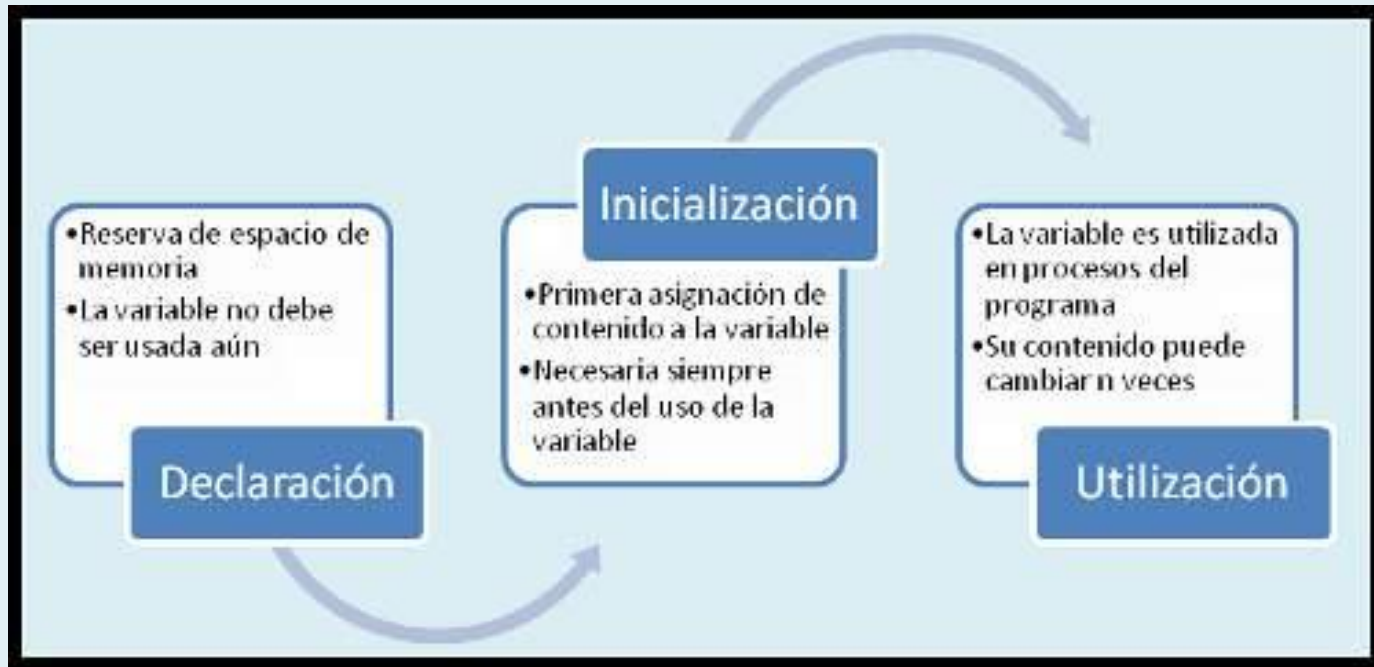 •Reserva de espacio de
memoria
•La variable no debe
ser usada aún
Declaración
Inicialización
•Primera asignación de
contenido a la variable
•Necesaria siempre
antes del uso de la
variable
•La variable es utilizada
en procesos del
programa
•Su contenido puede
cambiar n veces
Utilización